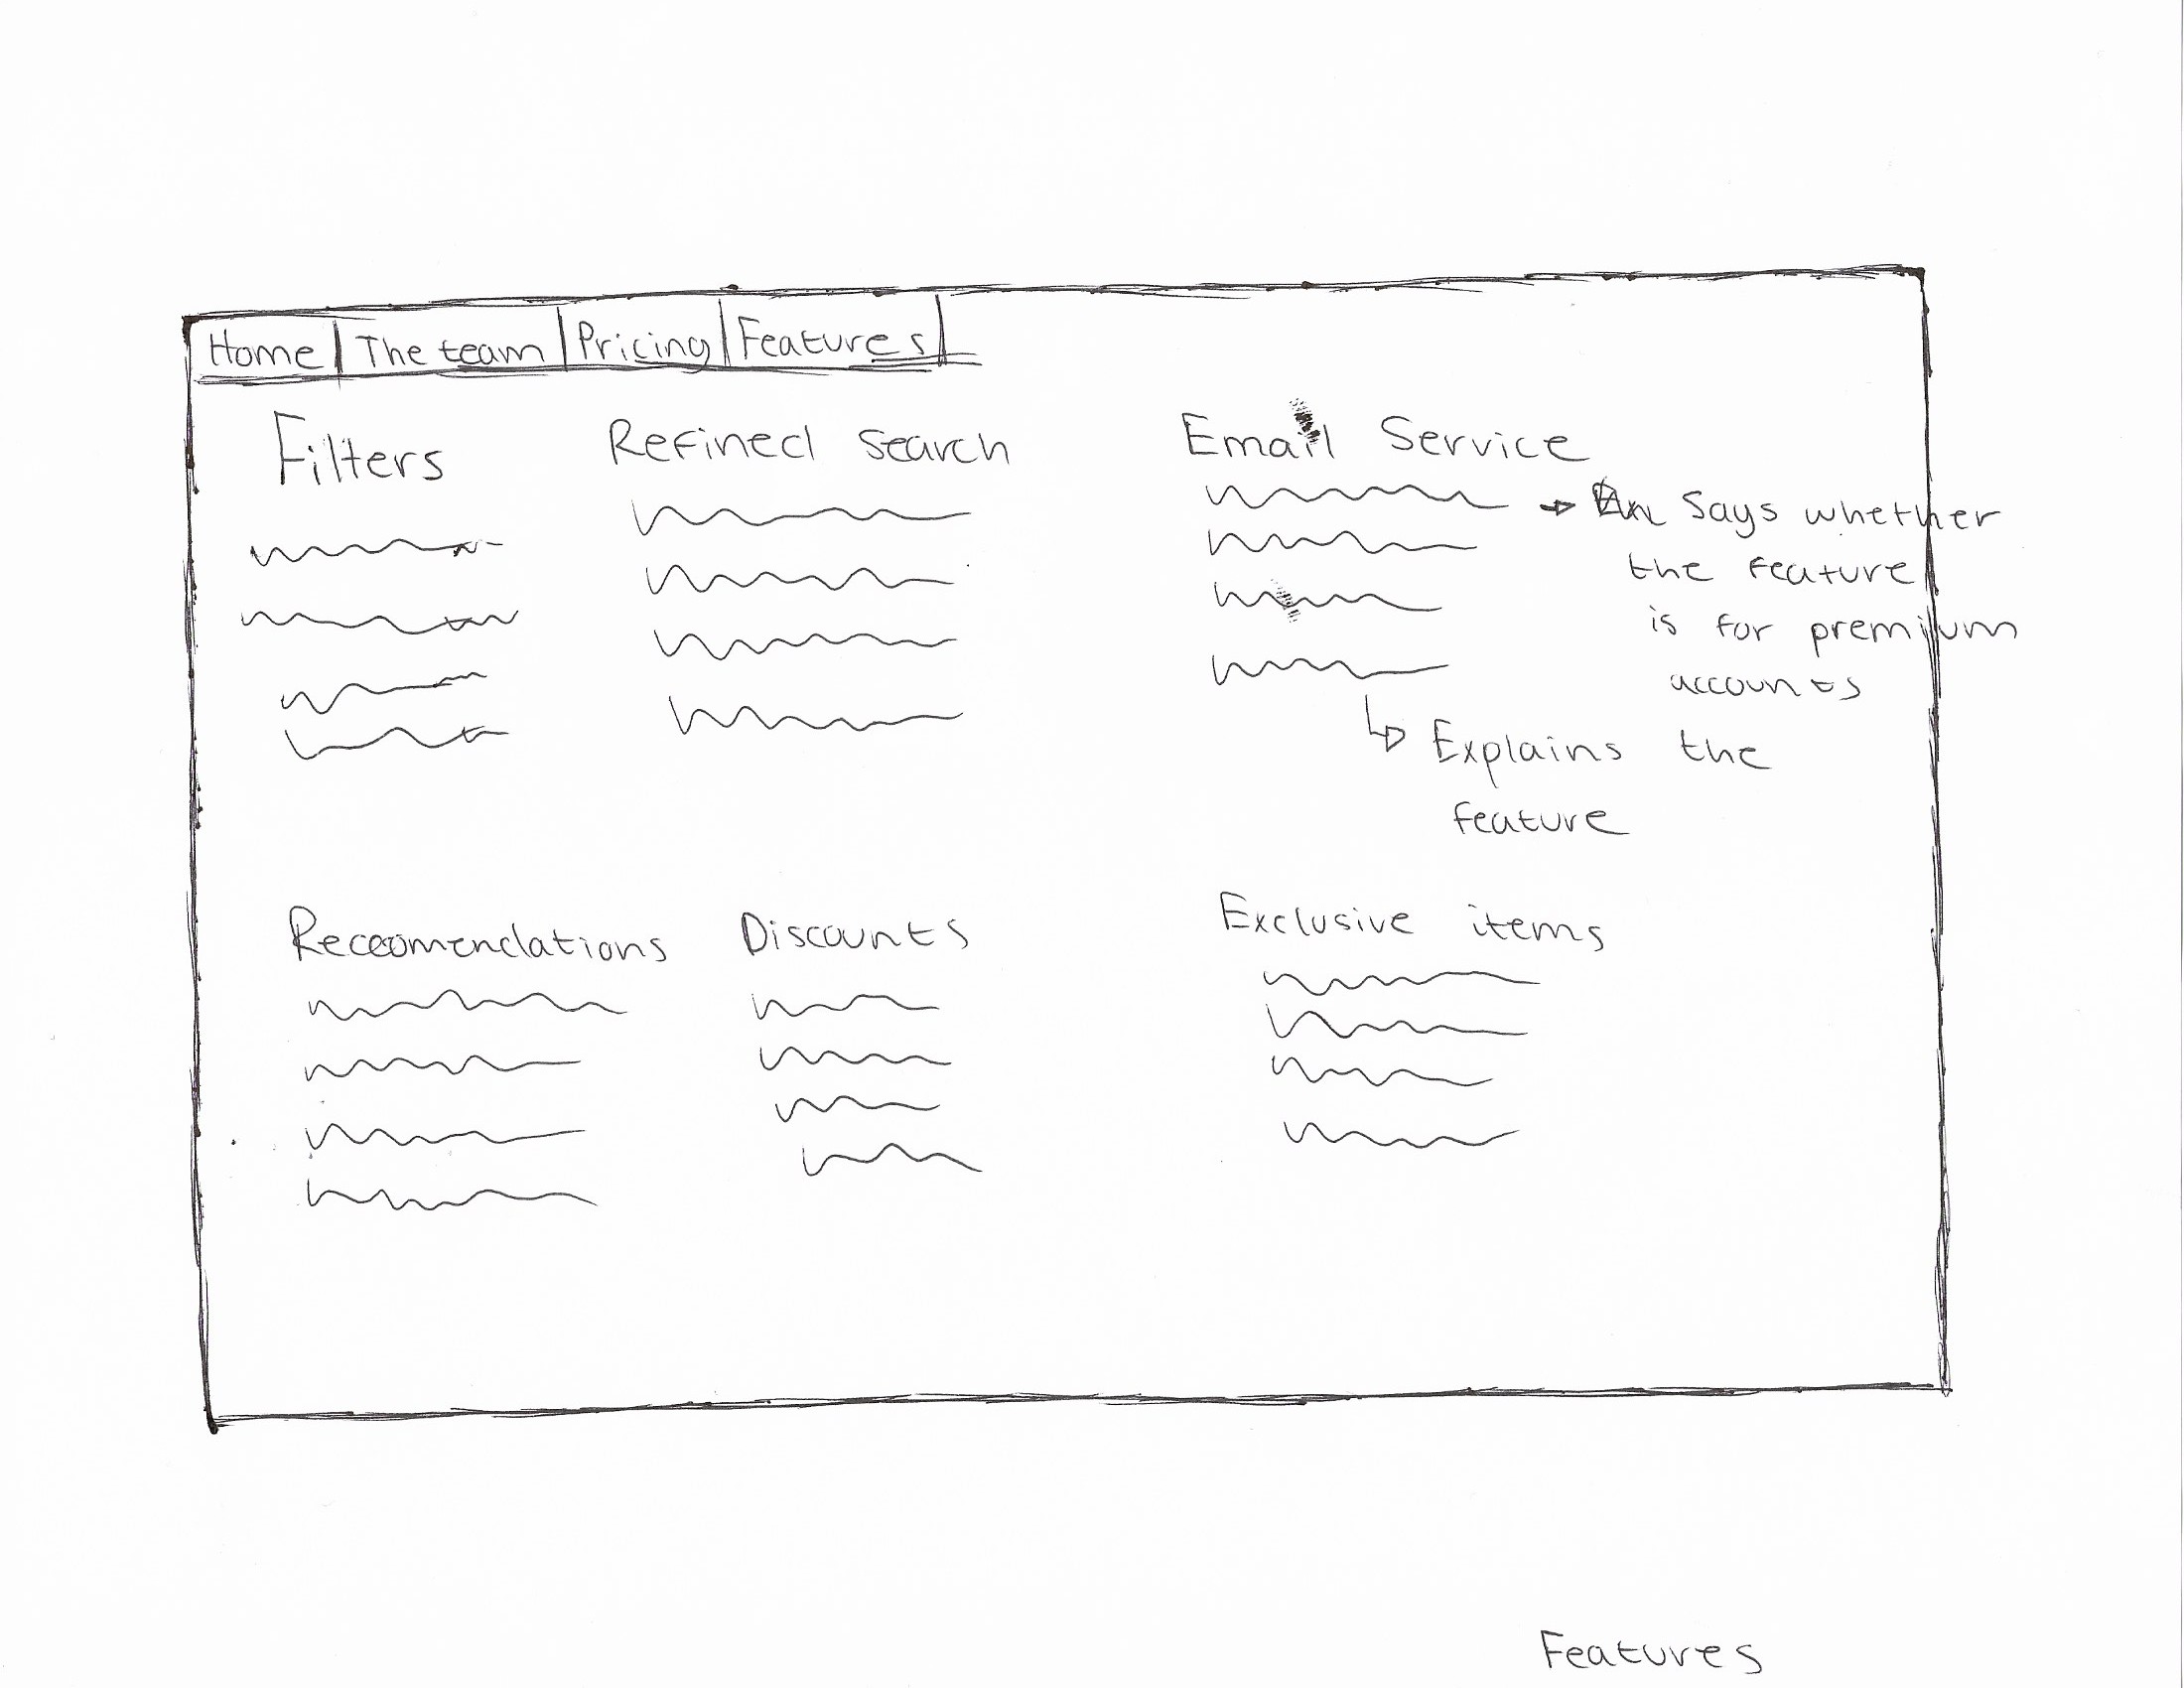 Home The team Pricing Features
Filters Refined search Email Service
Says whether
the feature
is for premium
accounts
Explains the
feature
Reccomendations Discounts Exclusive items
Features